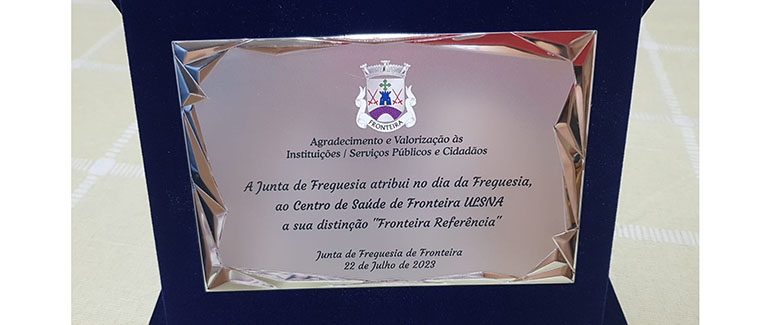 FRONTEIRA
Agradecimento e Valorização às
Instituições / Serviços Públicos e Cidadãos
A Junta de Freguesia atribui no dia da Freguesia,
ao Centro de Saúde de Fronteira ULSNA
a sua distinção "Fronteira Referência"
Junta de Freguesia de Fronteira
22 de Julho de 2023